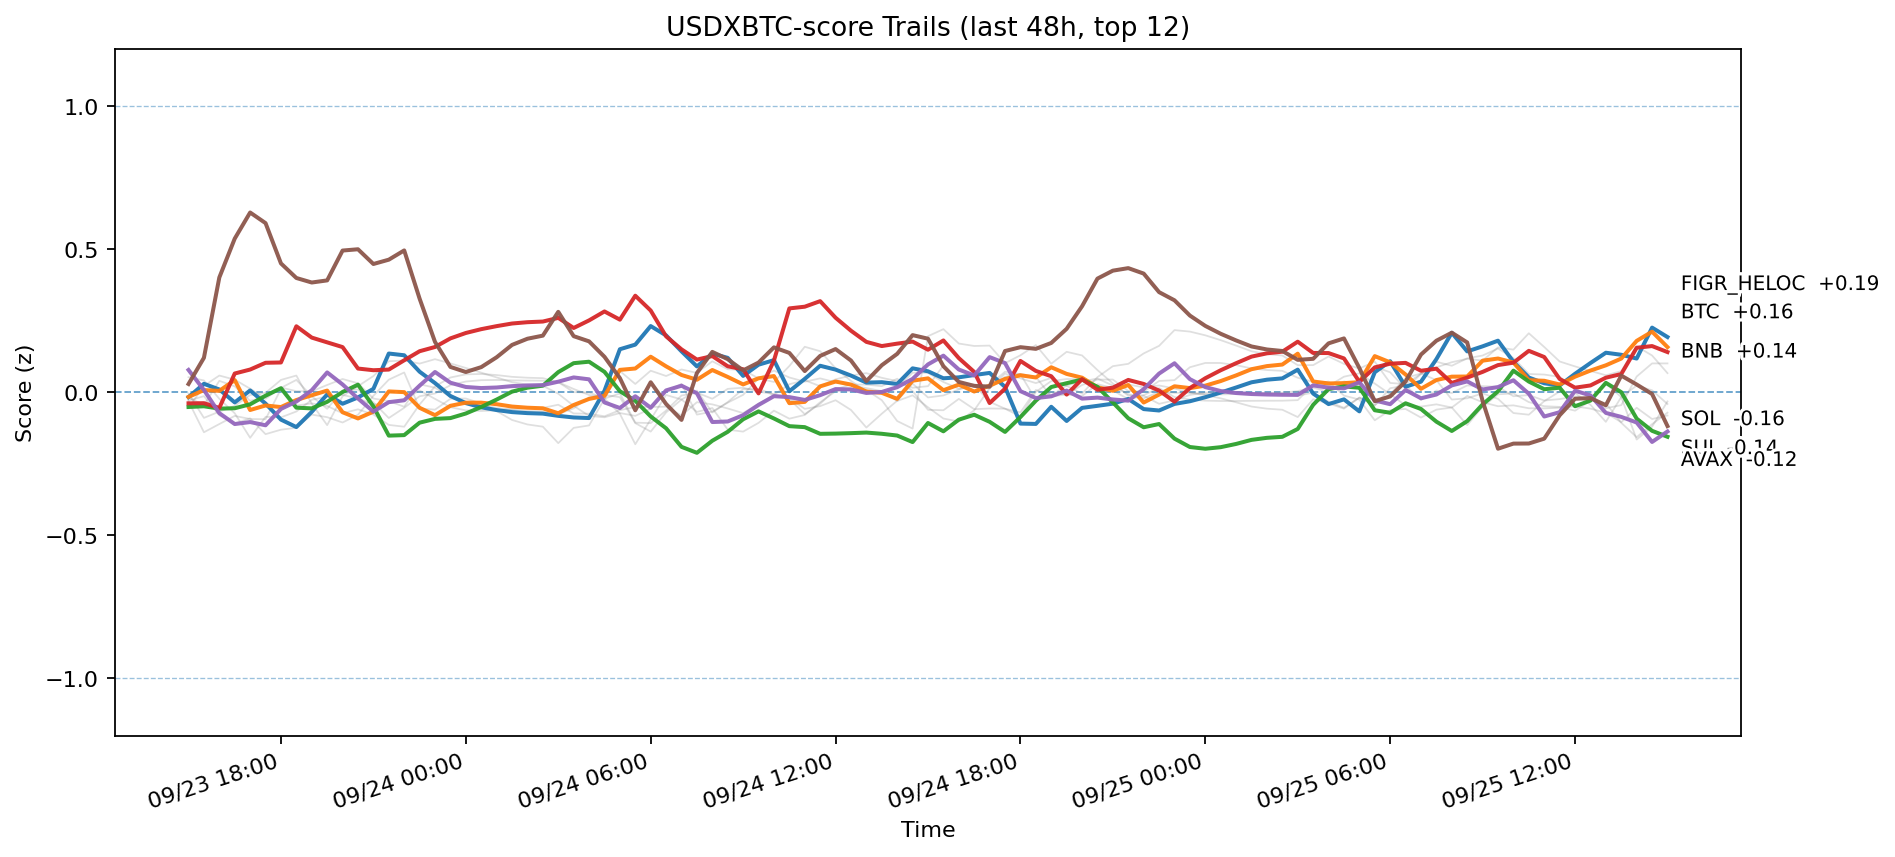 USDXBTC-score Trails (last 48h, top 12)
Score (z)
1.0
0.5
0.0
−0.5
−1.0
FIGR_HELOC +0.19
BTC +0.16
BNB +0.14
SOL -0.16
AVAX -0.12
09/23 18:00
09/24 00:00
09/24 06:00
09/24 12:00
09/24 18:00
09/25 00:00
09/25 06:00
09/25 12:00
Time